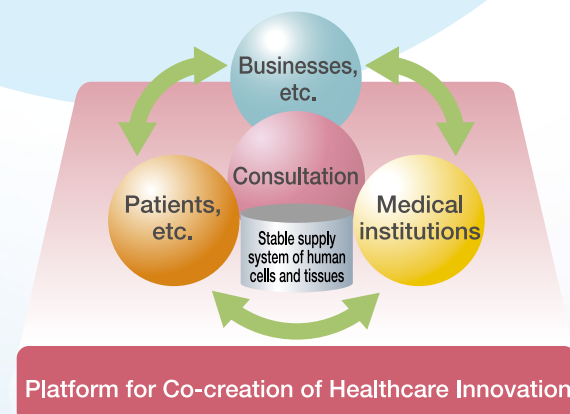 Businesses,
etc.
Consultation
Patients,
etc.
Medical
institutions
Stable supply
system of human
cells and tissues
Platform for Co-creation of Healthcare Innovation